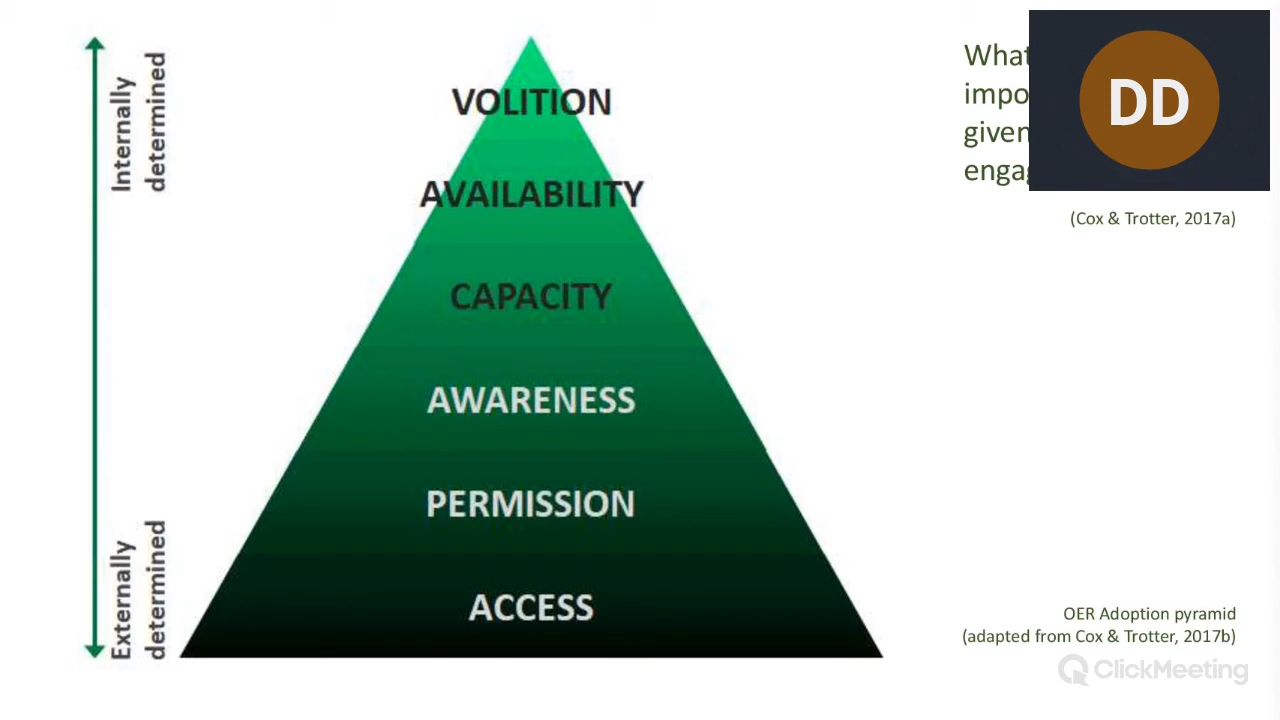 Internally
determined
Externally
determined
VOLITION
AVAILABILITY
CAPACITY
AWARENESS
PERMISSION
ACCESS
What
impo
given
engag
DD
(Cox & Trotter, 2017a)
OER Adoption pyramid
(adapted from Cox & Trotter, 2017b)
ClickMeeting